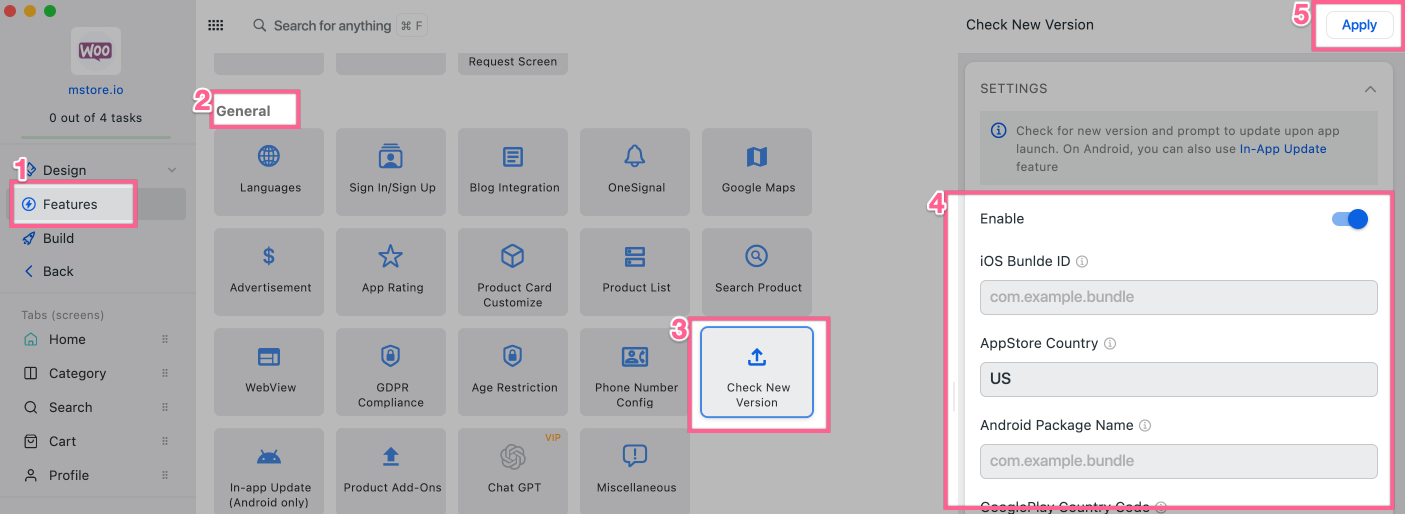 WOO
mstore.io
0 out of 4 tasks
1
Design
Features
Build
Back
Tabs (screens)
Home
Category
Search
Cart
Profile
Search for anything ⌘ F
Request Screen
2
General
Languages
Sign In/Sign Up
Blog Integration
OneSignal
Google Maps
Advertisement
App Rating
Product Card
Customize
Product List
Search Product
WebView
GDPR
Compliance
Age Restriction
Phone Number
Config
3
Check New
Version
In-app Update
(Android only)
Product Add-Ons
VIP
Chat GPT
Miscellaneous
Check New Version
5
Apply
SETTINGS
Check for new version and prompt to update upon app
launch. On Android, you can also use In-App Update
feature
4
Enable
iOS Bunlde ID
com.example.bundle
AppStore Country
US
Android Package Name
com.example.bundle
GooglePlay Country Code